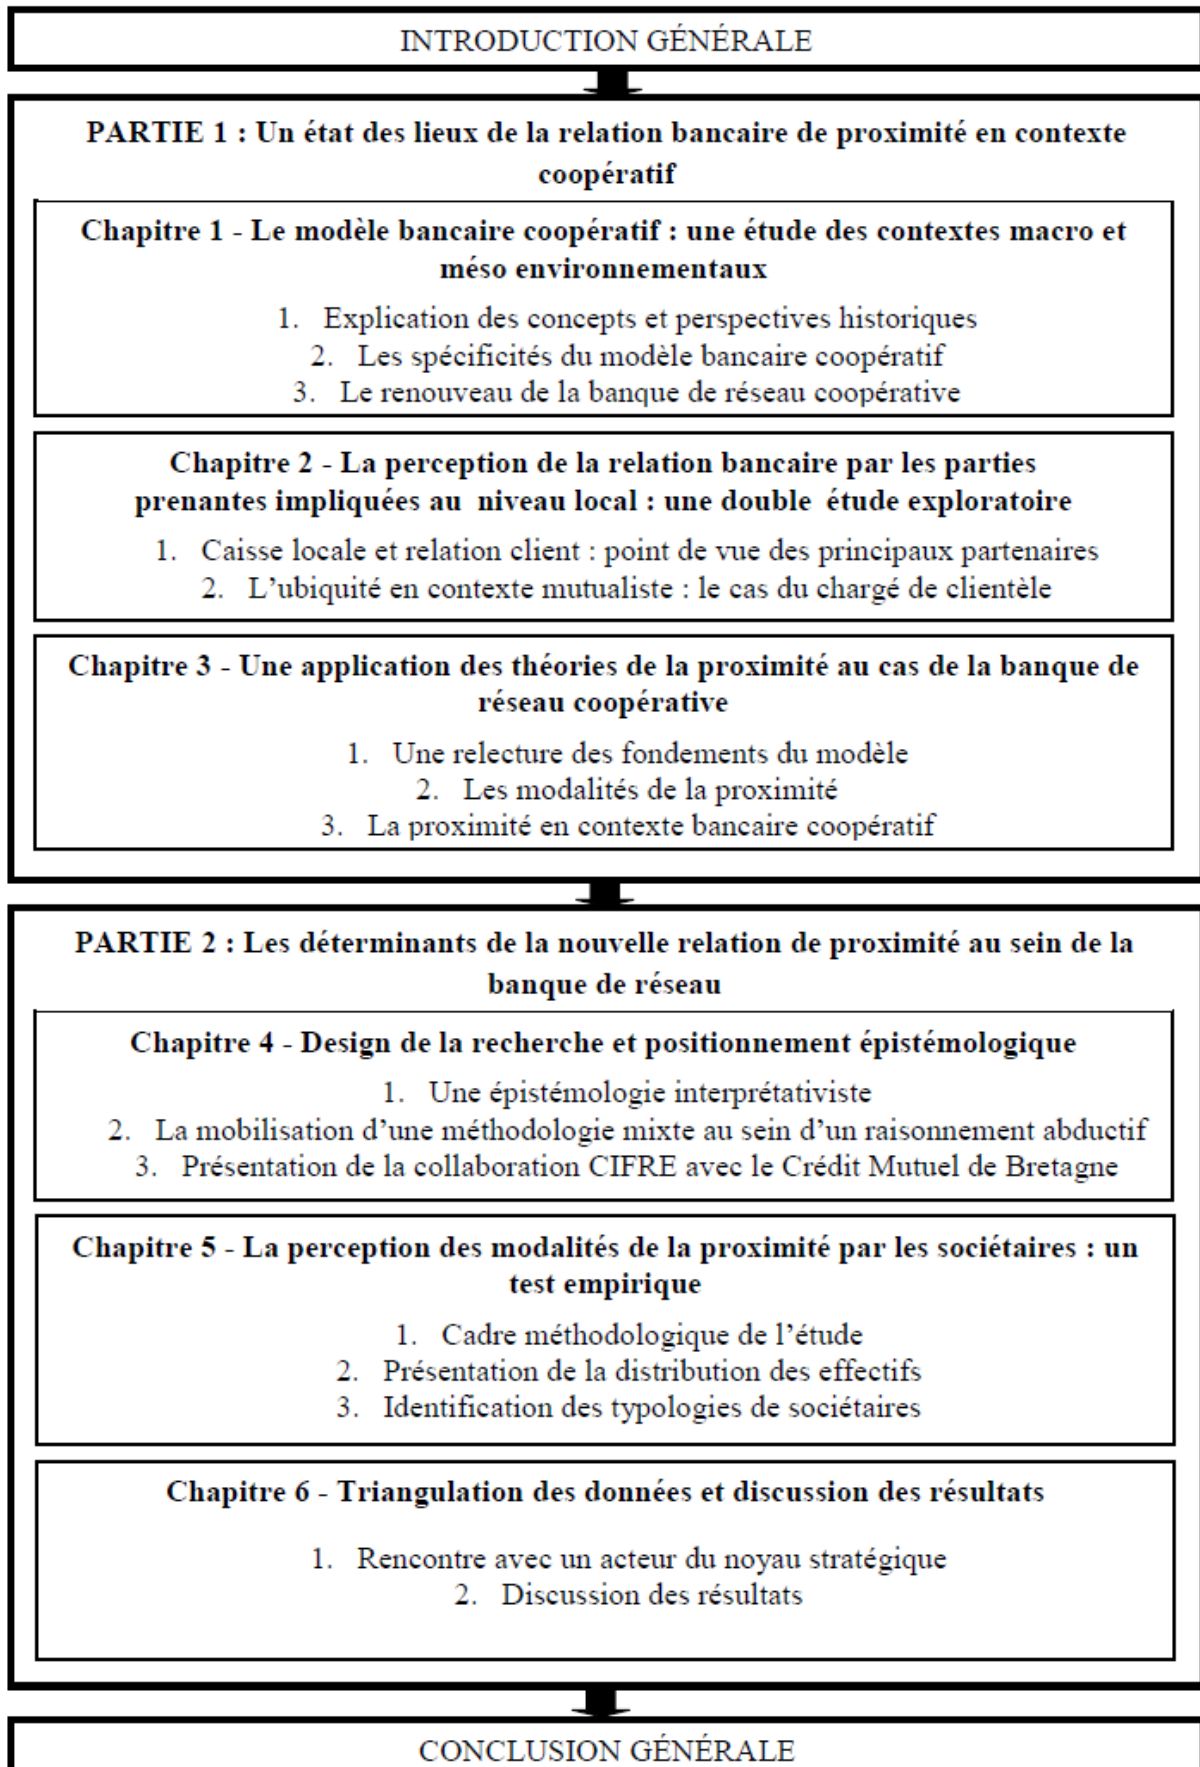 INTRODUCTION GÉNÉRALE
PARTIE 1 : Un état des lieux de la relation bancaire de proximité en contexte
coopératif
Chapitre 1 - Le modèle bancaire coopératif : une étude des contextes macro et
méso environnementaux
1. Explication des concepts et perspectives historiques
2. Les spécificités du modèle bancaire coopératif
3. Le renouveau de la banque de réseau coopérative
Chapitre 2 - La perception de la relation bancaire par les parties
prenantes impliquées au niveau local : une double étude exploratoire
1. Caisse locale et relation client : point de vue des principaux partenaires
2. L’ubiquité en contexte mutualiste : le cas du chargé de clientèle
Chapitre 3 - Une application des théories de la proximité au cas de la banque de
réseau coopérative
1. Une relecture des fondements du modèle
2. Les modalités de la proximité
3. La proximité en contexte bancaire coopératif
PARTIE 2 : Les déterminants de la nouvelle relation de proximité au sein de la
banque de réseau
Chapitre 4 - Design de la recherche et positionnement épistémologique
1. Une épistémologie interprétativiste
2. La mobilisation d’une méthodologie mixte au sein d’un raisonnement abductif
3. Présentation de la collaboration CIFRE avec le Crédit Mutuel de Bretagne
Chapitre 5 - La perception des modalités de la proximité par les sociétaires : un
test empirique
1. Cadre méthodologique de l’étude
2. Présentation de la distribution des effectifs
3. Identification des typologies de sociétaires
Chapitre 6 - Triangulation des données et discussion des résultats
1. Rencontre avec un acteur du noyau stratégique
2. Discussion des résultats
CONCLUSION GÉNÉRALE